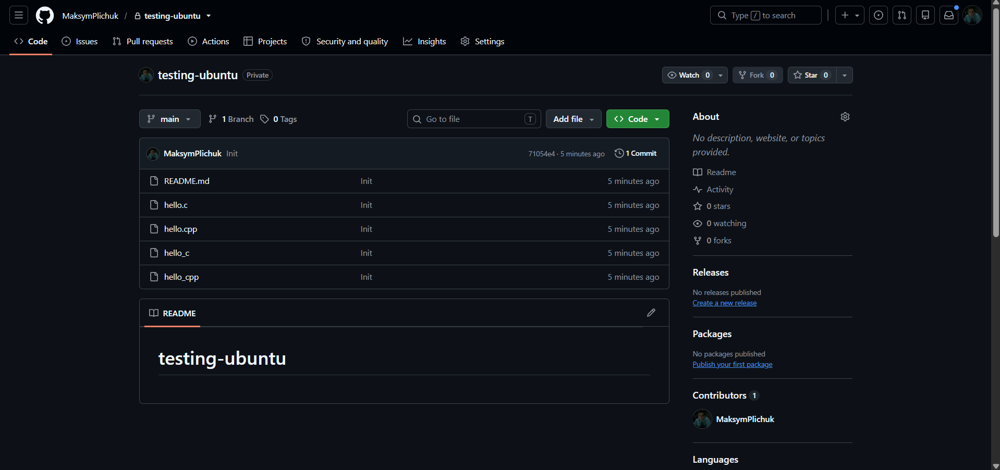 MaksymPlichuk / testing-ubuntu
Type / to search
Code Issues Pull requests Actions Projects Security and quality Insights Settings
testing-ubuntu Private
Watch 0 Fork 0 Star 0
main 1 Branch 0 Tags
Go to file T
Add file Code
MaksymPlichuk Init 71054e4 · 5 minutes ago 1 Commit
README.md Init 5 minutes ago
hello.c Init 5 minutes ago
hello.cpp Init 5 minutes ago
hello_c Init 5 minutes ago
hello_cpp Init 5 minutes ago
README
testing-ubuntu
About
No description, website, or topics
provided.
Readme
Activity
0 stars
0 watching
0 forks
Releases
No releases published
Create a new release
Packages
No packages published
Publish your first package
Contributors 1
MaksymPlichuk
Languages